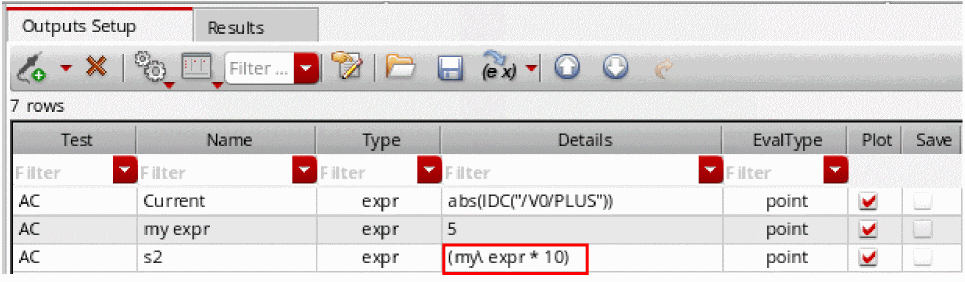 Outputs Setup Results
Filter ... (e x)
7 rows
Test Name Type Details EvalType Plot Save
Filter Filter Filter Filter Filter
AC Current expr abs(IDC("/V0/PLUS")) point
AC my expr expr 5 point
AC s2 expr (my\ expr * 10) point